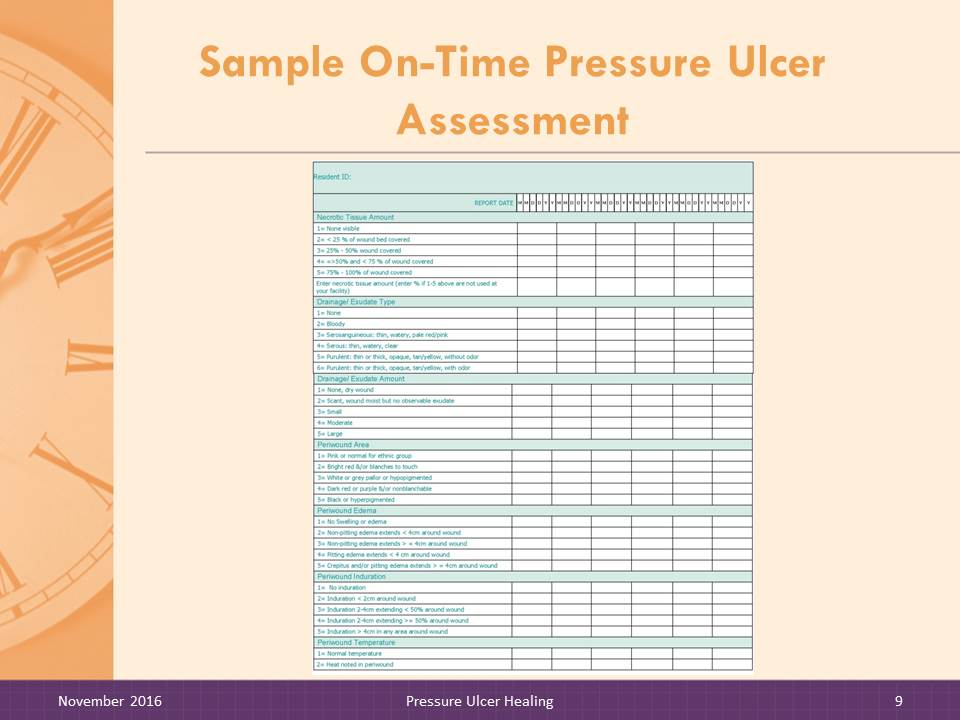 Sample On-Time Pressure Ulcer
Assessment
Resident ID:
REPORT DATE M M D D Y Y M M D D Y Y M M D D Y Y M M D D Y Y M M D D Y Y M M D D Y Y
Necrotic Tissue Amount
1= None visible
2= < 25 % of wound bed covered
3= 25% - 50% wound covered
4= =>50% and < 75 % of wound covered
5= 75% - 100% of wound covered
Enter necrotic tissue amount (enter % if 1-5 above are not used at
your facility)
Drainage/ Exudate Type
1= None
2= Bloody
3= Serosanguineous: thin, watery, pale red/pink
4= Serous: thin, watery, clear
5= Purulent: thin or thick, opaque, tan/yellow, without odor
6= Purulent: thin or thick, opaque, tan/yellow, with odor
Drainage/ Exudate Amount
1= None, dry wound
2= Scant, wound moist but no observable exudate
3= Small
4= Moderate
5= Large
Periwound Area
1= Pink or normal for ethnic group
2= Bright red &/or blanches to touch
3= White or grey pallor or hypopigmented
4= Dark red or purple &/or nonblanchable
5= Black or hyperpigmented
Periwound Edema
1= No Swelling or edema
2= Non-pitting edema extends < 4cm around wound
3= Non-pitting edema extends > = 4cm around wound
4= Pitting edema extends < 4 cm around wound
5= Crepitus and/or pitting edema extends > = 4cm around wound
Periwound Induration
1= No induration
2= Induration < 2cm around wound
3= Induration 2-4cm extending < 50% around wound
4= Induration 2-4cm extending >= 50% around wound
5= Induration > 4cm in any area around wound
Periwound Temperature
1= Normal temperature
2= Heat noted in periwound
November 2016
Pressure Ulcer Healing
9